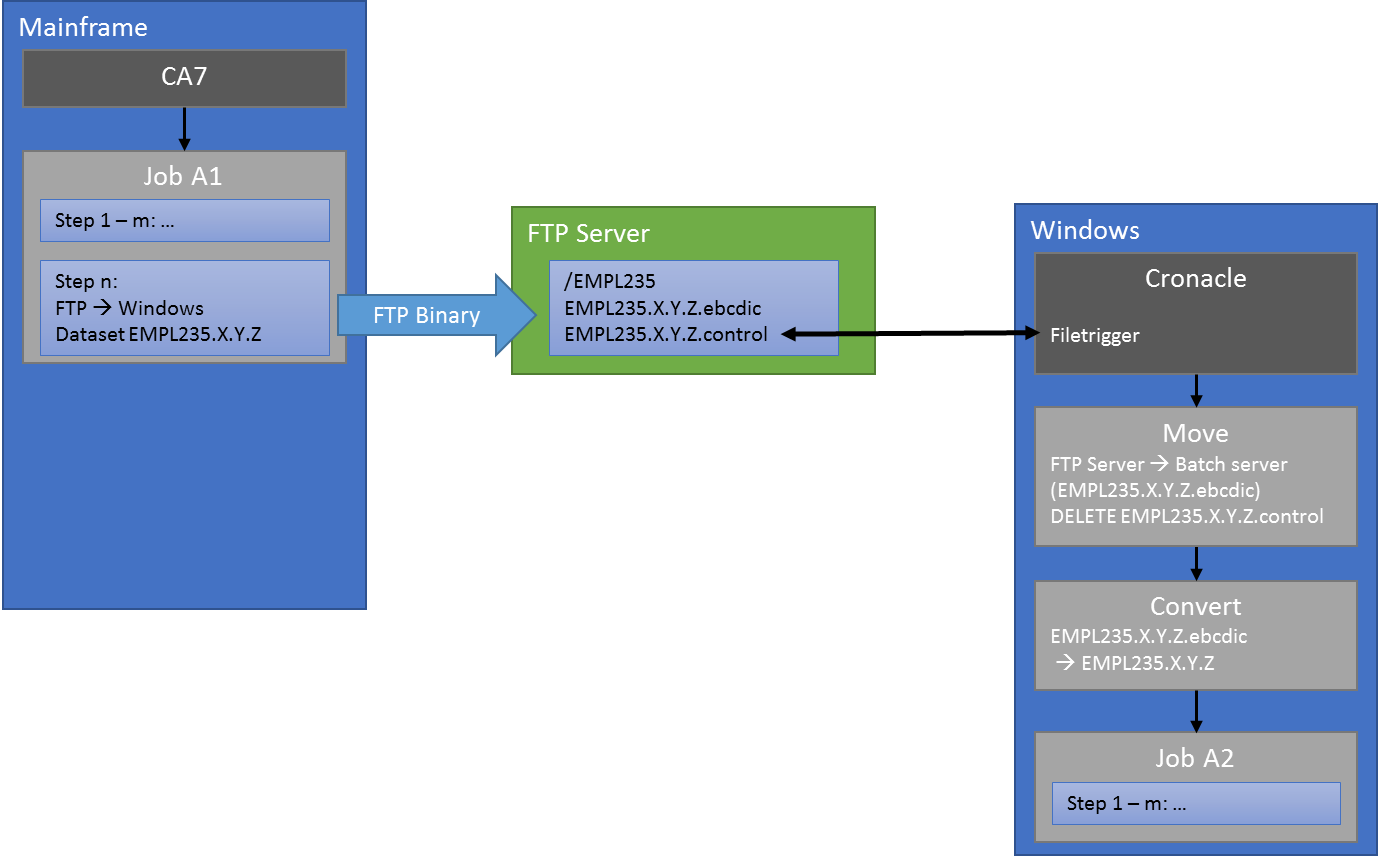 Mainframe
CA7
Job A1
Step 1 – m: ...
Step n:
FTP → Windows
Dataset EMPL235.X.Y.Z
FTP Binary
FTP Server
/EMPL235
EMPL235.X.Y.Z.ebcdic
EMPL235.X.Y.Z.control
Windows
Cronacle
Filetrigger
Move
FTP Server → Batch server
(EMPL235.X.Y.Z.ebcdic)
DELETE EMPL235.X.Y.Z.control
Convert
EMPL235.X.Y.Z.ebcdic
→ EMPL235.X.Y.Z
Job A2
Step 1 – m: ...